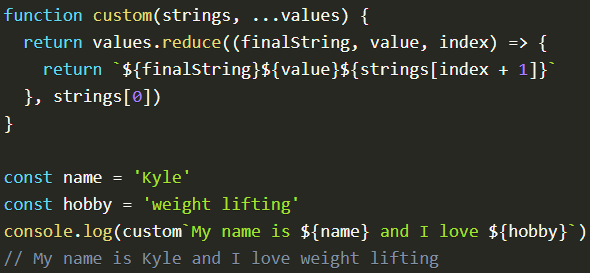 function custom(strings, ...values) {
  return values.reduce((finalString, value, index) => {
    return `${finalString}${value}${strings[index + 1]}`
  }, strings[0])
}

const name = 'Kyle'
const hobby = 'weight lifting'
console.log(custom`My name is ${name} and I love ${hobby}`)
// My name is Kyle and I love weight lifting